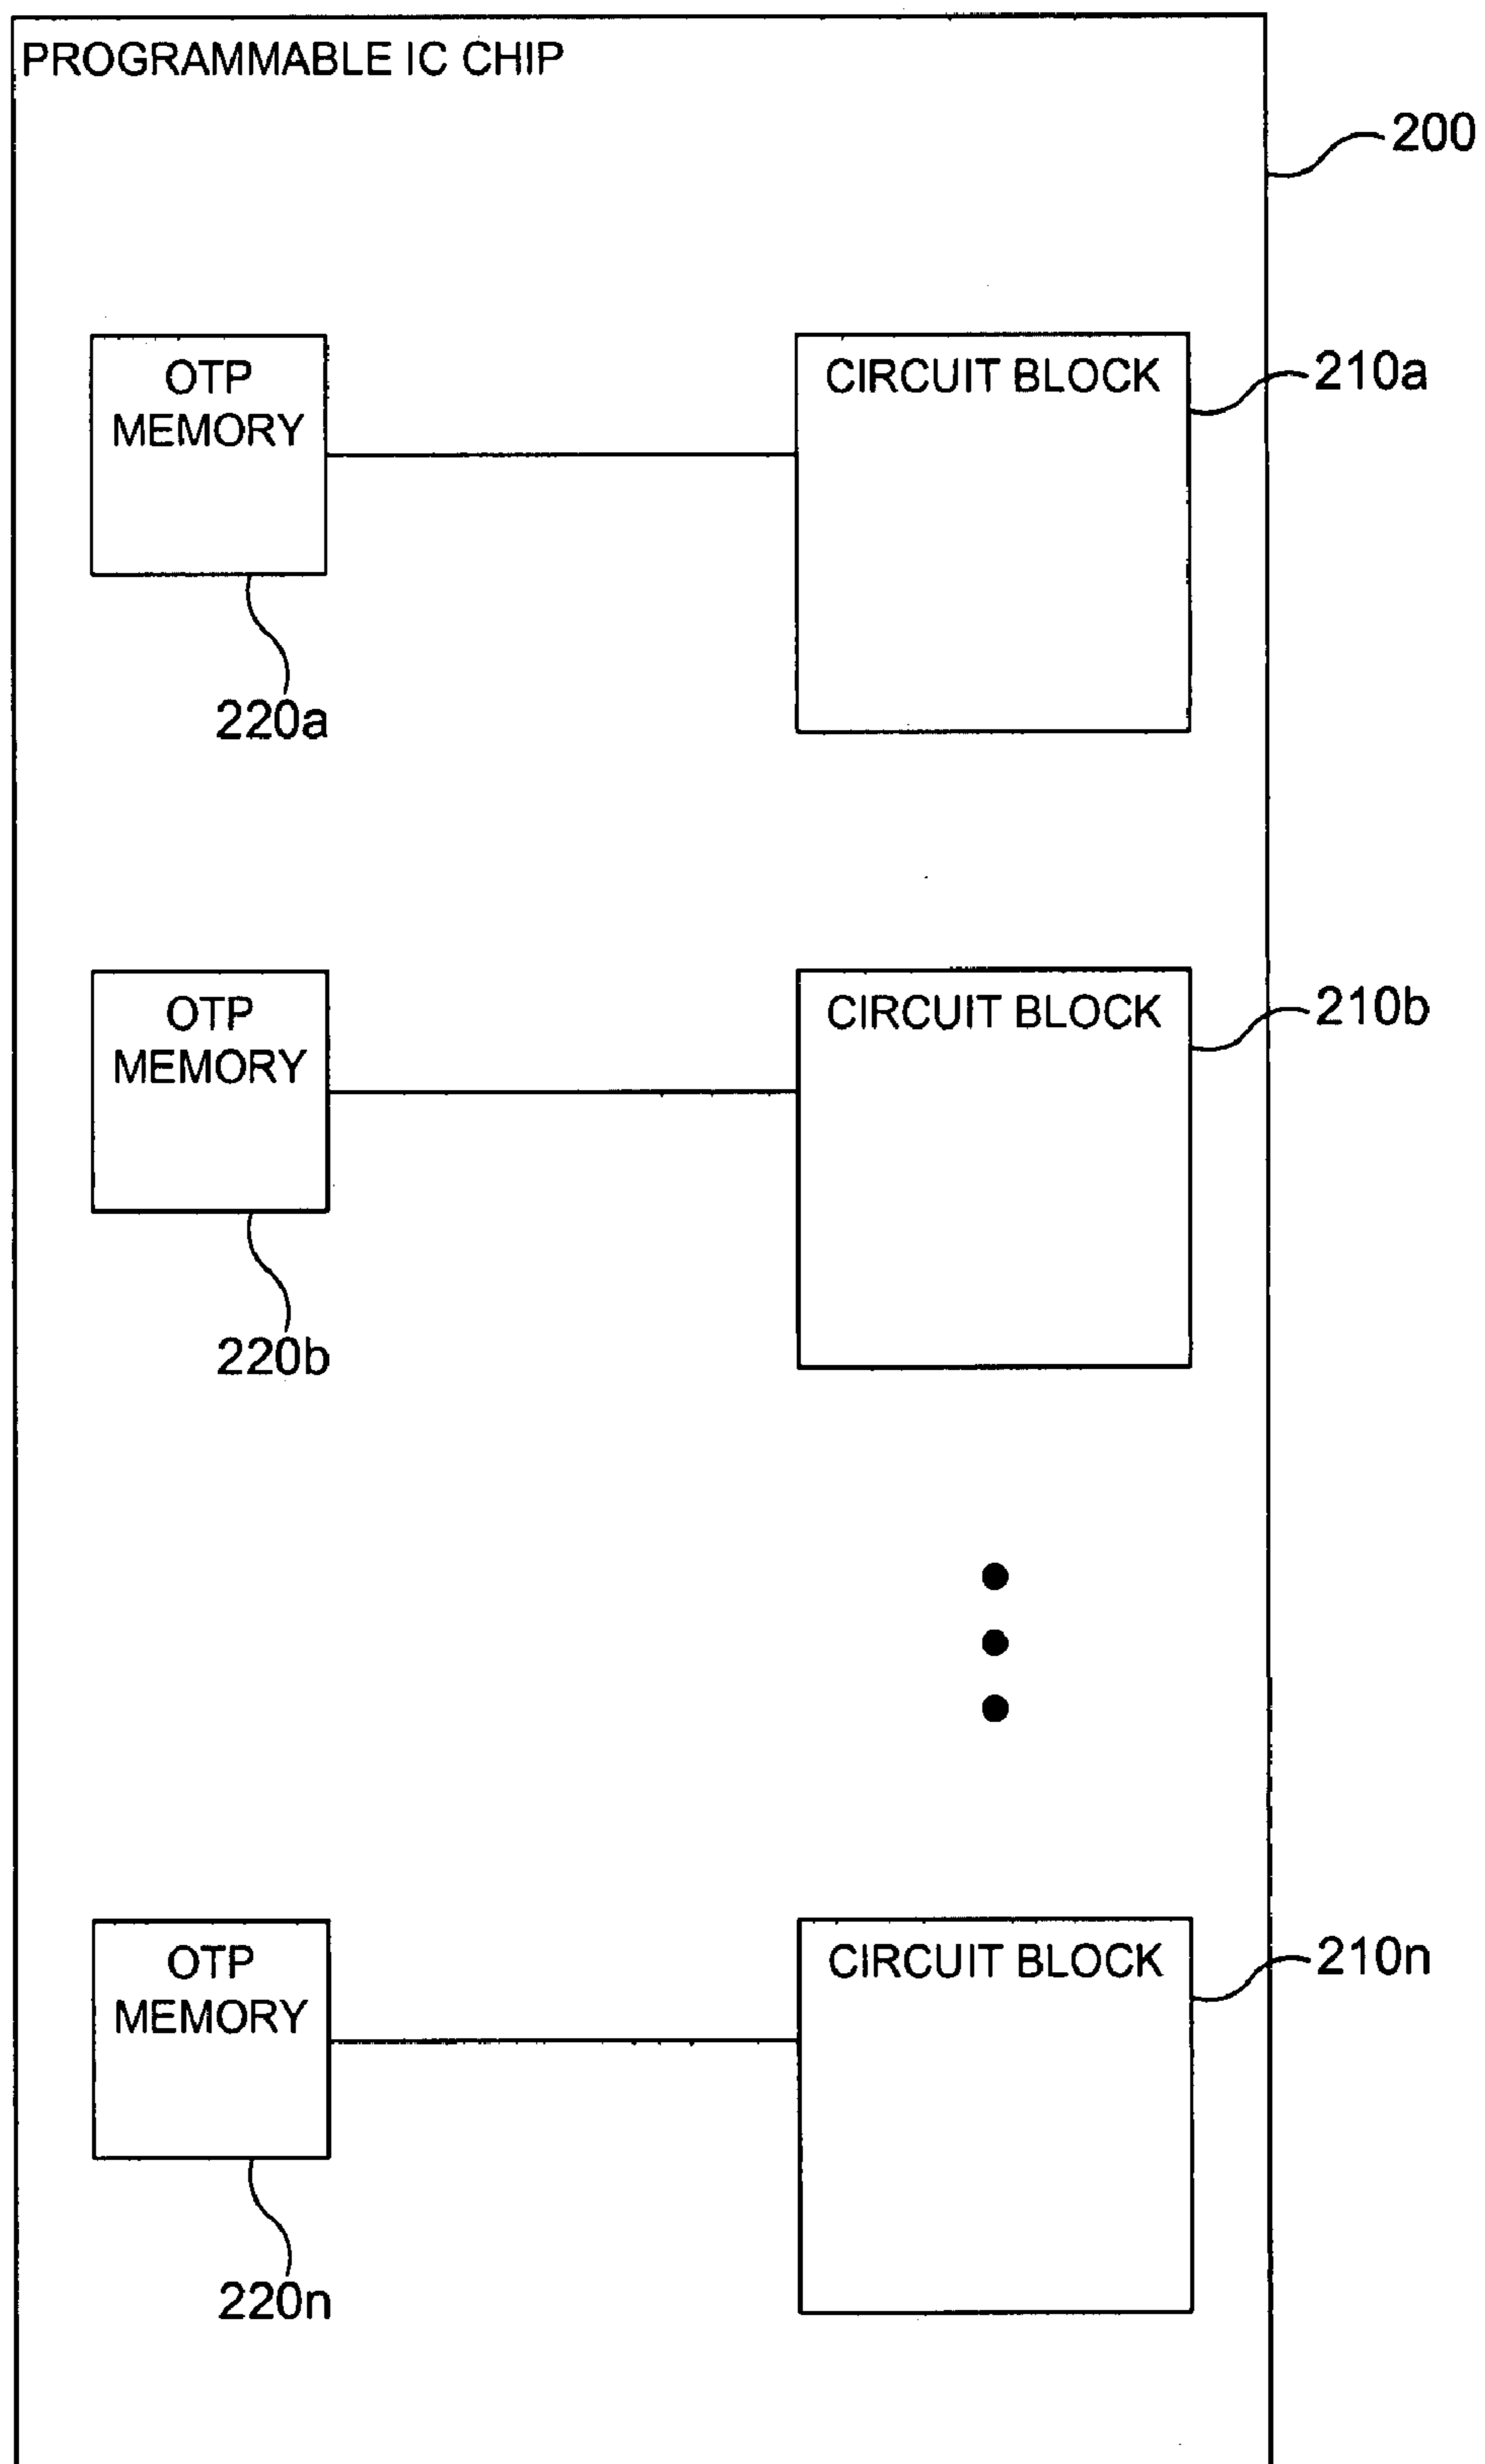 PROGRAMMABLE IC CHIP
200
OTP
MEMORY
CIRCUIT BLOCK
210a
220a
OTP
MEMORY
CIRCUIT BLOCK
210b
220b
OTP
MEMORY
CIRCUIT BLOCK
210n
220n